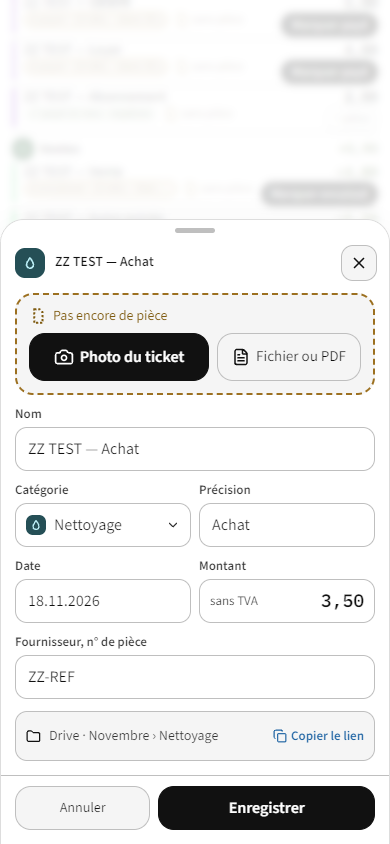 ZZ TEST — Achat
Pas encore de pièce
Photo du ticket
Fichier ou PDF
Nom
ZZ TEST — Achat
Catégorie
Précision
Nettoyage
Achat
Date
Montant
18.11.2026
sans TVA
3,50
Fournisseur, n° de pièce
ZZ-REF
Drive · Novembre › Nettoyage
Copier le lien
Annuler
Enregistrer